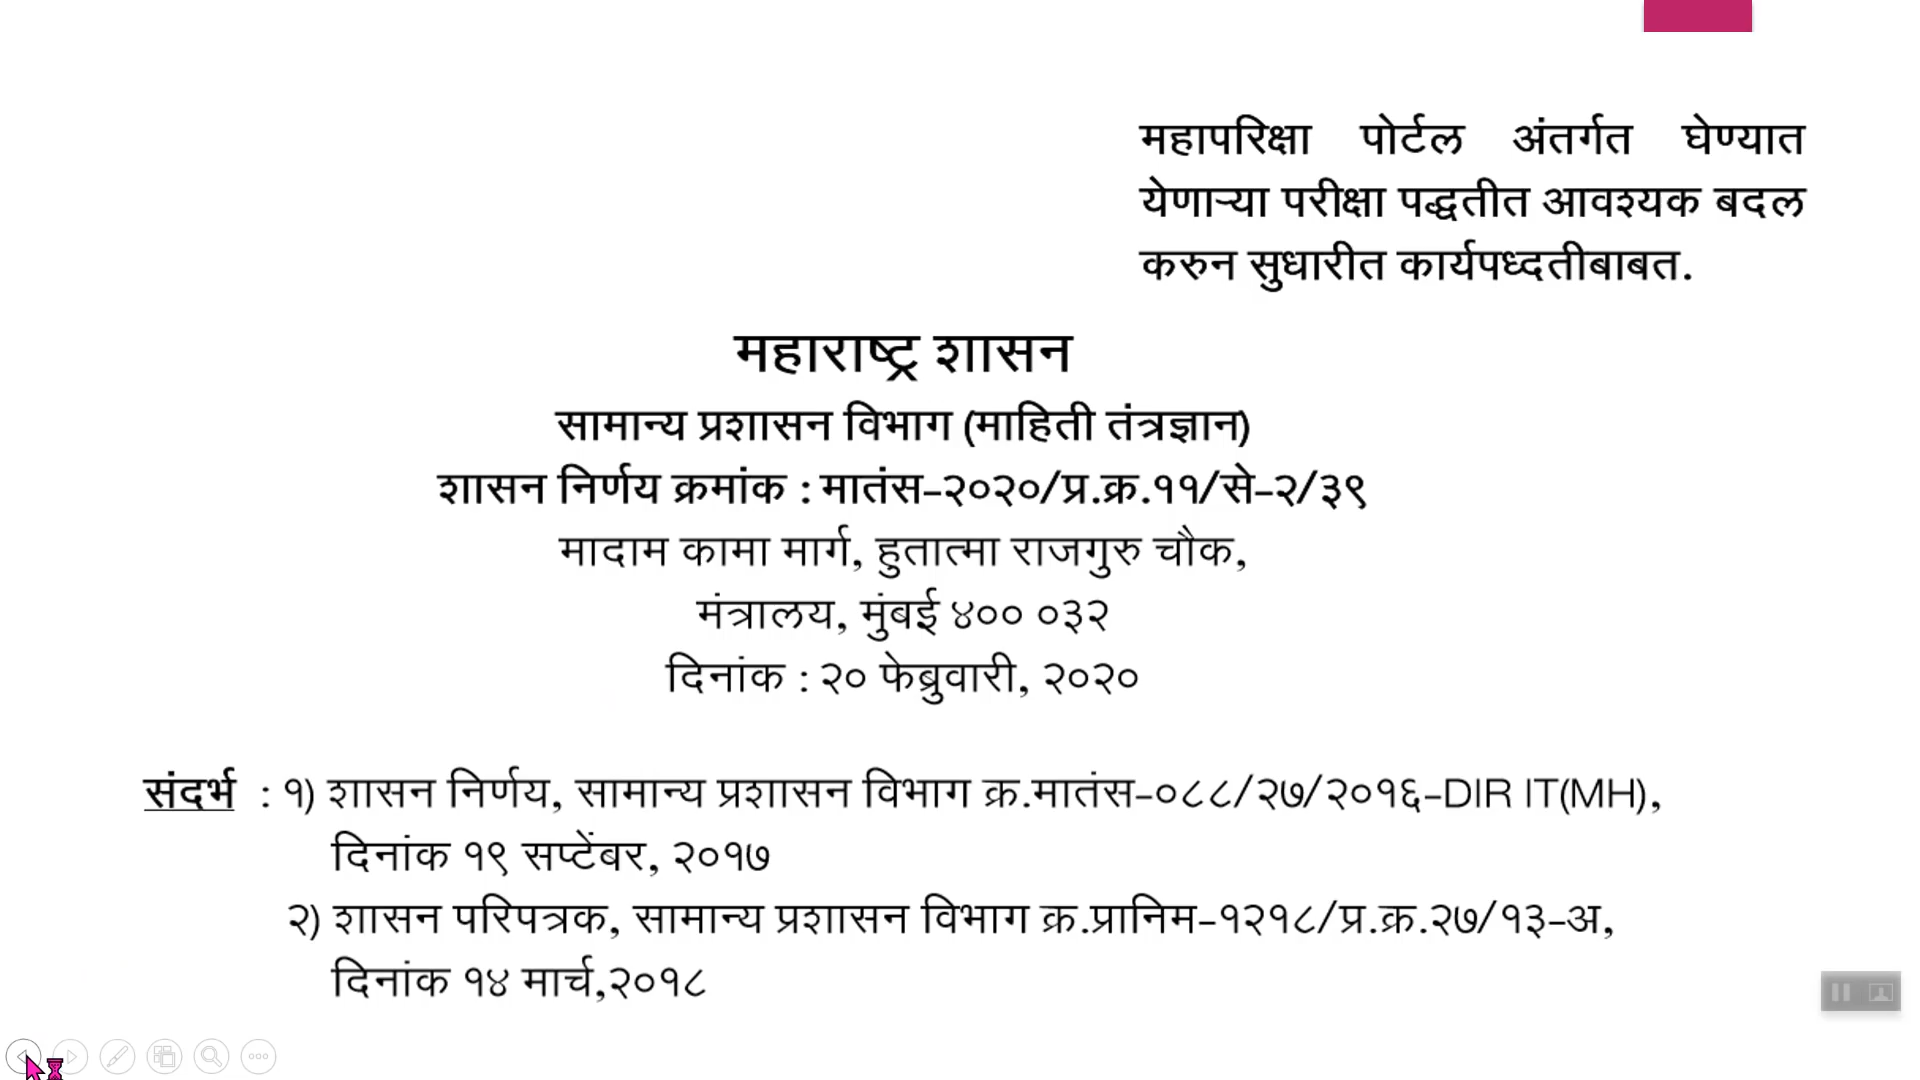 महापरिक्षा पोर्टल अंतर्गत घेण्यात
येणाऱ्या परीक्षा पद्धतीत आवश्यक बदल
करुन सुधारीत कार्यपध्दतीबाबत.
महाराष्ट्र शासन
सामान्य प्रशासन विभाग (माहिती तंत्रज्ञान)
शासन निर्णय क्रमांक : मातंस-२०२०/प्र.क्र.११/से-२/३९
मादाम कामा मार्ग, हुतात्मा राजगुरु चौक,
मंत्रालय, मुंबई ४०० ०३२
दिनांक : २० फेब्रुवारी, २०२०
संदर्भ : १) शासन निर्णय, सामान्य प्रशासन विभाग क्र.मातंस-०८८/२७/२०१६-DIR IT(MH),
दिनांक १९ सप्टेंबर, २०१७
२) शासन परिपत्रक, सामान्य प्रशासन विभाग क्र.प्रानिम-१२१८/प्र.क्र.२७/१३-अ,
दिनांक १४ मार्च,२०१८